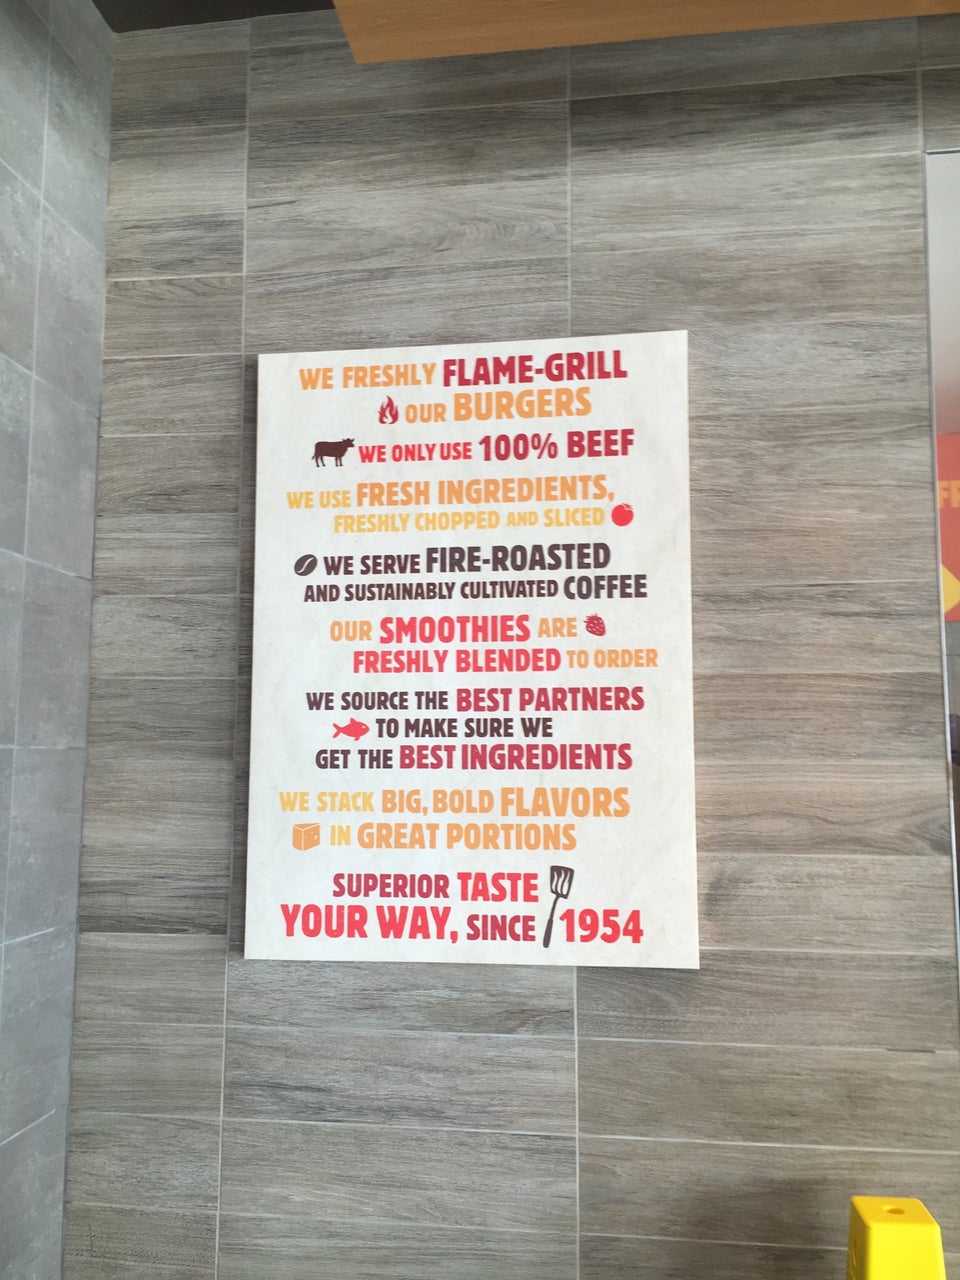 WE FRESHLY FLAME-GRILL
OUR BURGERS
WE ONLY USE 100% BEEF
WE USE FRESH INGREDIENTS,
FRESHLY CHOPPED AND SLICED
WE SERVE FIRE-ROASTED
AND SUSTAINABLY CULTIVATED COFFEE
OUR SMOOTHIES ARE
FRESHLY BLENDED TO ORDER
WE SOURCE THE BEST PARTNERS
TO MAKE SURE WE
GET THE BEST INGREDIENTS
WE STACK BIG, BOLD FLAVORS
IN GREAT PORTIONS
SUPERIOR TASTE
YOUR WAY, SINCE 1954